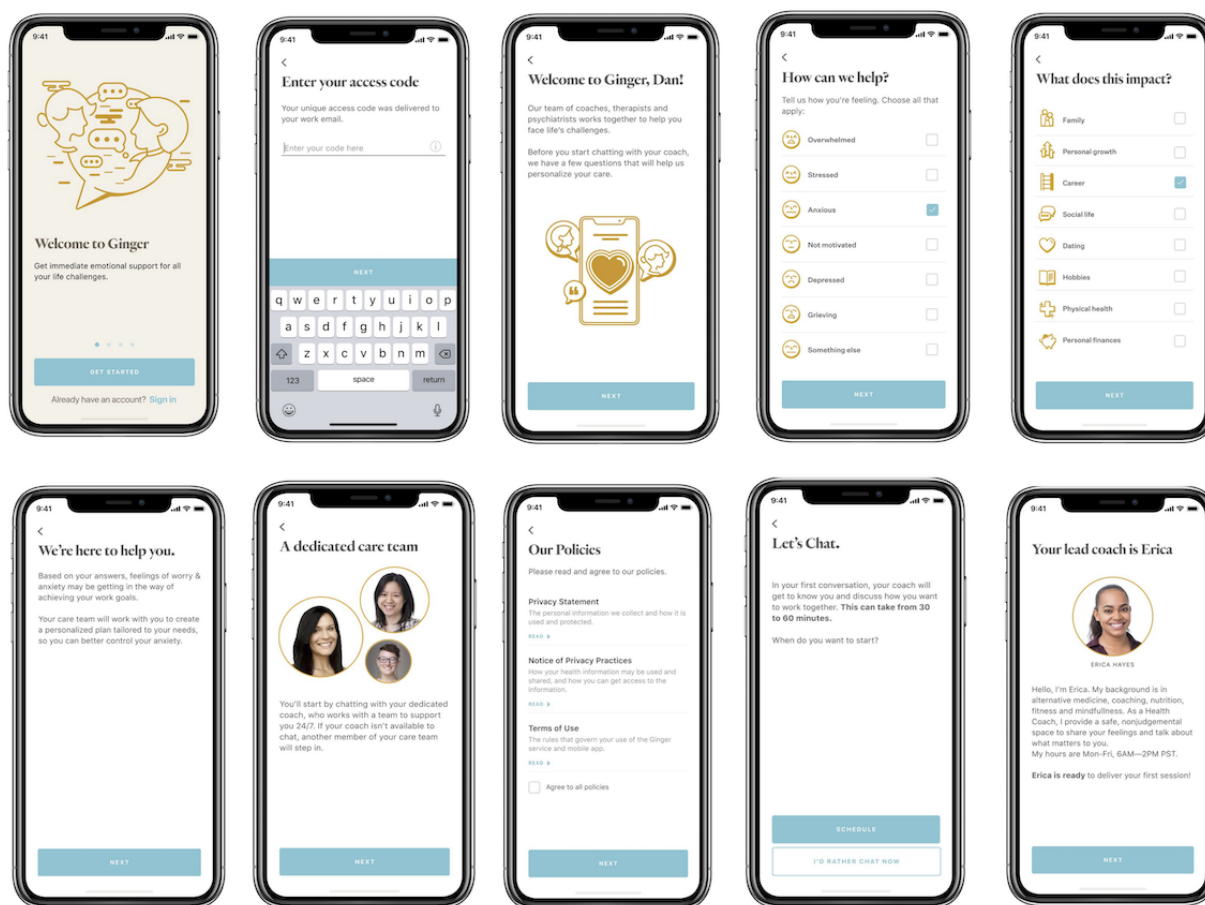 9:41
Welcome to Ginger
Get immediate emotional support for all
your life challenges.
GET STARTED
Already have an account? Sign in
9:41
Enter your access code
Your unique access code was delivered to
your work email.
Enter your code here
NEXT
q w e r t y u i o p
a s d f g h j k l
z x c v b n m
123 space return
9:41
Welcome to Ginger, Dan!
Our team of coaches, therapists and
psychiatrists works together to help you
face life's challenges.
Before you start chatting with your coach,
we have a few questions that will help us
personalize your care.
NEXT
9:41
How can we help?
Tell us how you're feeling. Choose all that
apply:
Overwhelmed
Stressed
Anxious
Not motivated
Depressed
Grieving
Something else
NEXT
9:41
What does this impact?
Family
Personal growth
Career
Social life
Dating
Hobbies
Physical health
Personal finances
NEXT
9:41
We're here to help you.
Based on your answers, feelings of worry &
anxiety may be getting in the way of
achieving your work goals.
Your care team will work with you to create
a personalized plan tailored to your needs,
so you can better control your anxiety.
NEXT
9:41
A dedicated care team
You'll start by chatting with your dedicated
coach, who works with a team to support
you 24/7. If your coach isn't available to
chat, another member of your care team
will step in.
NEXT
9:41
Our Policies
Please read and agree to our policies.
Privacy Statement
The personal information we collect and how it is
used and protected.
READ
Notice of Privacy Practices
How your health information may be used and
shared, and how you can get access to the
information.
READ
Terms of Use
The rules that govern your use of the Ginger
service and mobile app.
READ
Agree to all policies
NEXT
9:41
Let's Chat.
In your first conversation, your coach will
get to know you and discuss how you want
to work together. This can take from 30
to 60 minutes.
When do you want to start?
SCHEDULE
I'D RATHER CHAT NOW
9:41
Your lead coach is Erica
ERICA HAYES
Hello, I'm Erica. My background is in
alternative medicine, coaching, nutrition,
fitness and mindfullness. As a Health
Coach, I provide a safe, nonjudgemental
space to share your feelings and talk about
what matters to you.
My hours are Mon-Fri, 6AM—2PM PST.
Erica is ready to deliver your first session!
NEXT